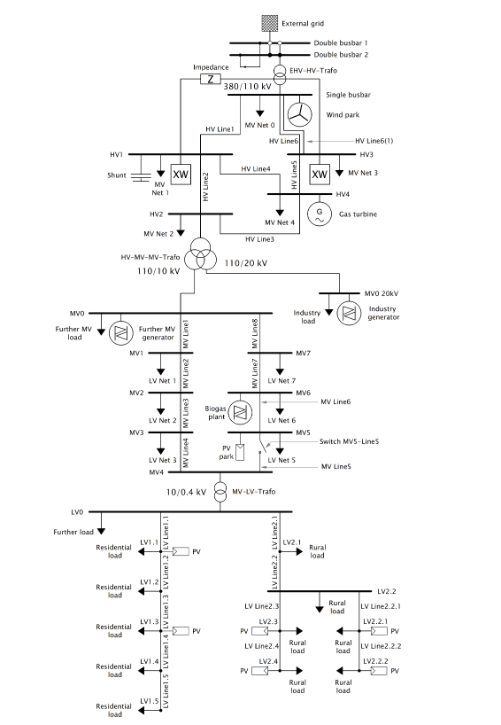 External grid
Double busbar 1
Double busbar 2
Impedance
EHV-HV-Trafo
Z
380/110 kV
Single busbar
Wind park
MV Net 0
HV Line1
HV Line6
HV Line6(1)
HV1
HV3
HV Line4
HV Line5
Shunt
MV
Net 1
XW
HV Line2
XW
MV Net 3
HV4
HV2
MV Net 4
G
~
Gas turbine
MV Net 2
HV Line3
HV-MV-MV-Trafo
110/20 kV
110/10 kV
MV0 20kV
Industry
load
Industry
generator
MV0
Further MV
load
Further MV
generator
MV Line1
MV Line8
MV1
MV7
MV Line2
MV Line7
LV Net 1
LV Net 7
MV2
MV6
MV Line3
MV Line6
Biogas
plant
LV Net 2
LV Net 6
MV3
MV5
MV Line4
Switch MV5-Line5
PV
park
LV Net 3
LV Net 5
MV Line5
MV4
10/0.4 kV
MV-LV-Trafo
LV0
Further load
LV Line1.1
LV Line2.1
Residential
load
LV1.1
PV
LV2.1
Rural
load
LV Line1.2
LV Line2.2
Residential
load
LV1.2
LV2.2
LV Line1.3
Rural
load
LV Line2.3
LV Line2.2.1
Residential
load
LV1.3
PV
LV2.3
PV
Rural
load
LV2.2.1
PV
Rural
load
LV Line1.4
LV Line2.4
LV Line2.2.2
Residential
load
LV1.4
LV2.4
PV
Rural
load
LV2.2.2
PV
Rural
load
LV Line1.5
Residential
load
LV1.5